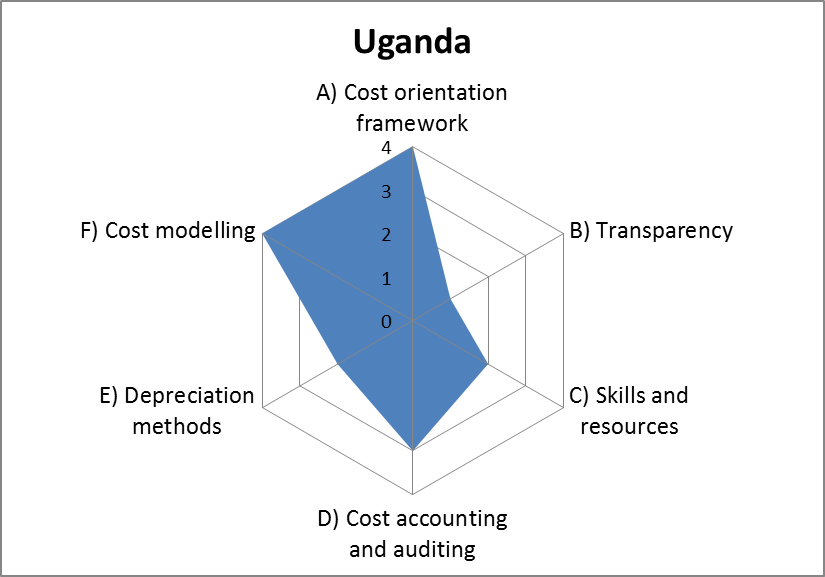 Uganda
A) Cost orientation
framework
4
3
2
1
0
F) Cost modelling
B) Transparency
E) Depreciation
methods
C) Skills and
resources
D) Cost accounting
and auditing